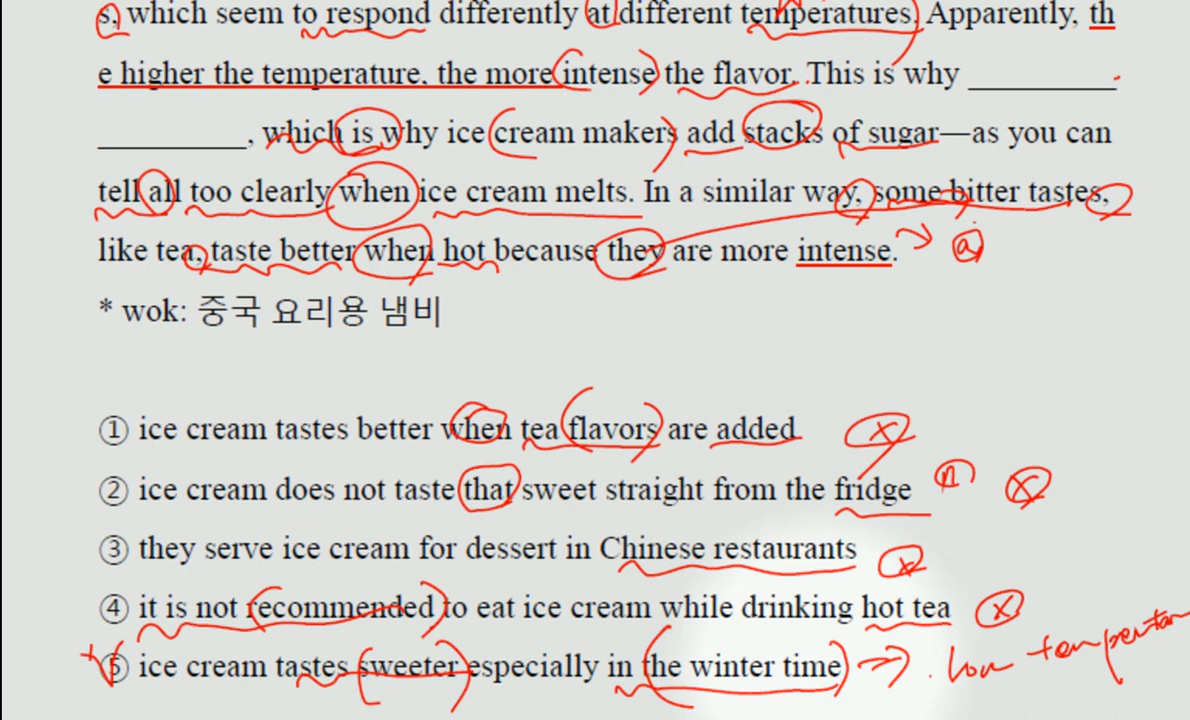 s, which seem to respond differently at different temperatures. Apparently, th
e higher the temperature, the more intense the flavor. This is why __________
__________, which is why ice cream makers add stacks of sugar—as you can
tell all too clearly when ice cream melts. In a similar way, some bitter tastes,
like tea, taste better when hot because they are more intense. → ⓐ
* wok: 중국 요리용 냄비
① ice cream tastes better when tea flavors are added
② ice cream does not taste that sweet straight from the fridge ⓝ
③ they serve ice cream for dessert in Chinese restaurants
④ it is not recommended to eat ice cream while drinking hot tea
⑤ ice cream tastes sweeter especially in the winter time ⇒ low